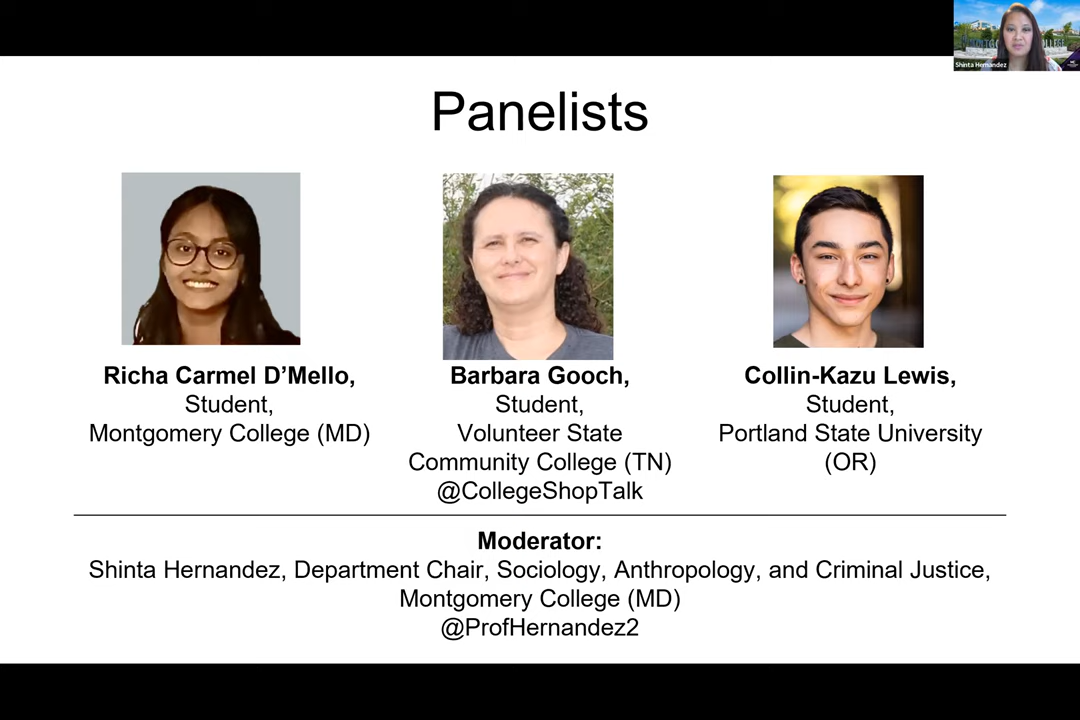 Shinta Hernandez
Panelists
Richa Carmel D’Mello,
Student,
Montgomery College (MD)
Barbara Gooch,
Student,
Volunteer State
Community College (TN)
@CollegeShopTalk
Collin-Kazu Lewis,
Student,
Portland State University
(OR)
Moderator:
Shinta Hernandez, Department Chair, Sociology, Anthropology, and Criminal Justice,
Montgomery College (MD)
@ProfHernandez2